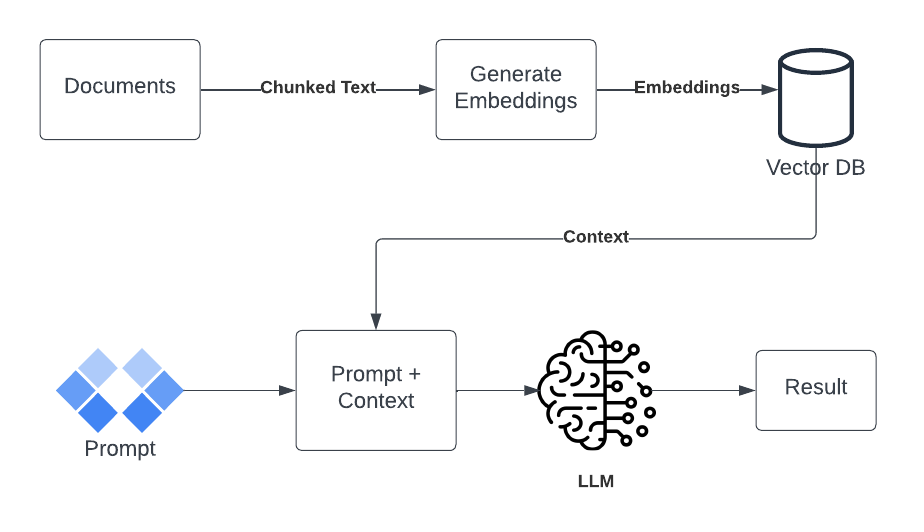 Documents
Chunked Text
Generate
Embeddings
Embeddings
Vector DB
Context
Prompt +
Context
Prompt
LLM
Result